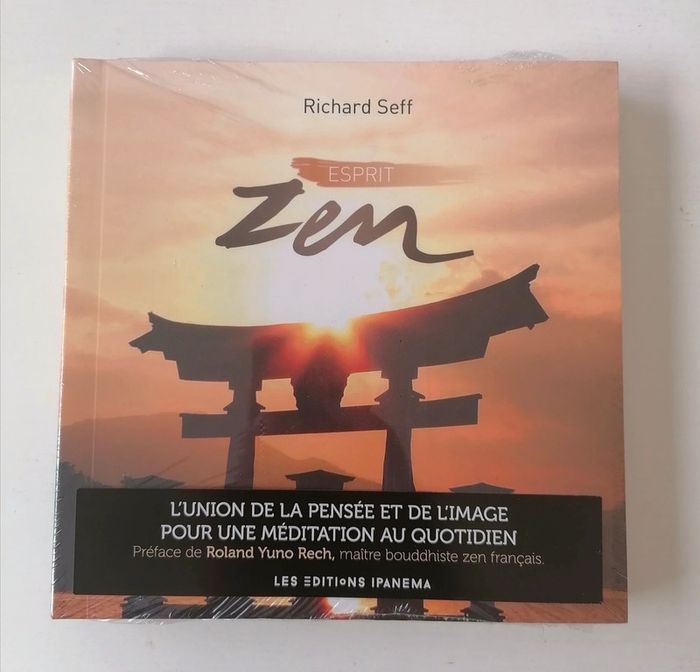 Richard Seff
ESPRIT
Zen
L'UNION DE LA PENSÉE ET DE L'IMAGE
POUR UNE MÉDITATION AU QUOTIDIEN
Préface de Roland Yuno Rech, maître bouddhiste zen français.
LES EDITIONS IPANEMA